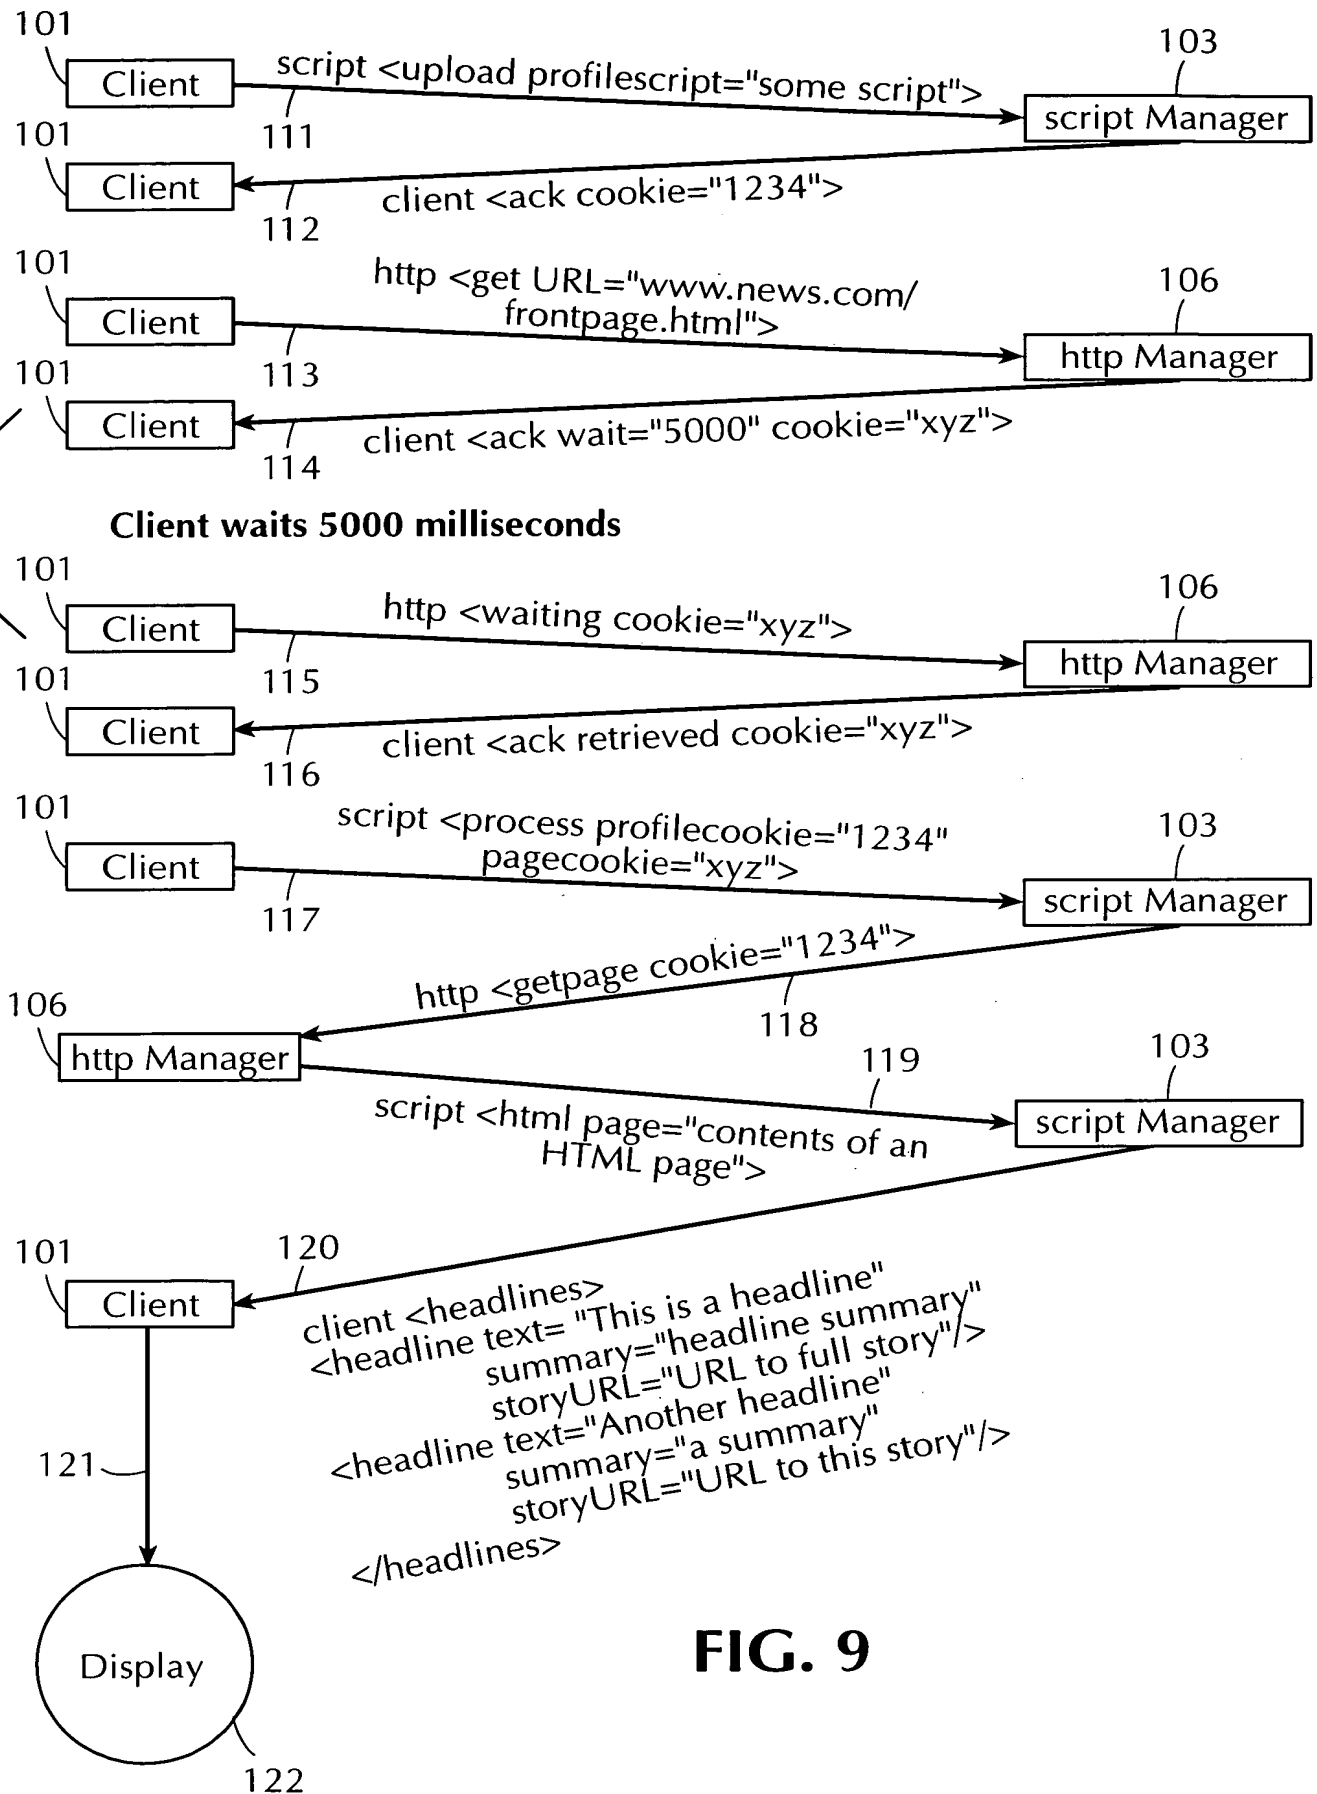 101
103
Client
script <upload profilescript="some script">
script Manager
111
101
Client
client <ack cookie="1234">
112
101
http <get URL="www.news.com/
frontpage.html">
106
Client
http Manager
113
101
Client
client <ack wait="5000" cookie="xyz">
114
Client waits 5000 milliseconds
101
106
Client
http <waiting cookie="xyz">
http Manager
115
101
Client
client <ack retrieved cookie="xyz">
116
101
script <process profilecookie="1234"
pagecookie="xyz">
103
Client
script Manager
117
http <getpage cookie="1234">
118
106
http Manager
119
103
script <html page="contents of an
HTML page">
script Manager
101
120
Client
client <headlines>
<headline text= "This is a headline"
summary="headline summary"
storyURL="URL to full story"/>
<headline text="Another headline"
summary="a summary"
storyURL="URL to this story"/>
</headlines>
121
Display
122
FIG. 9